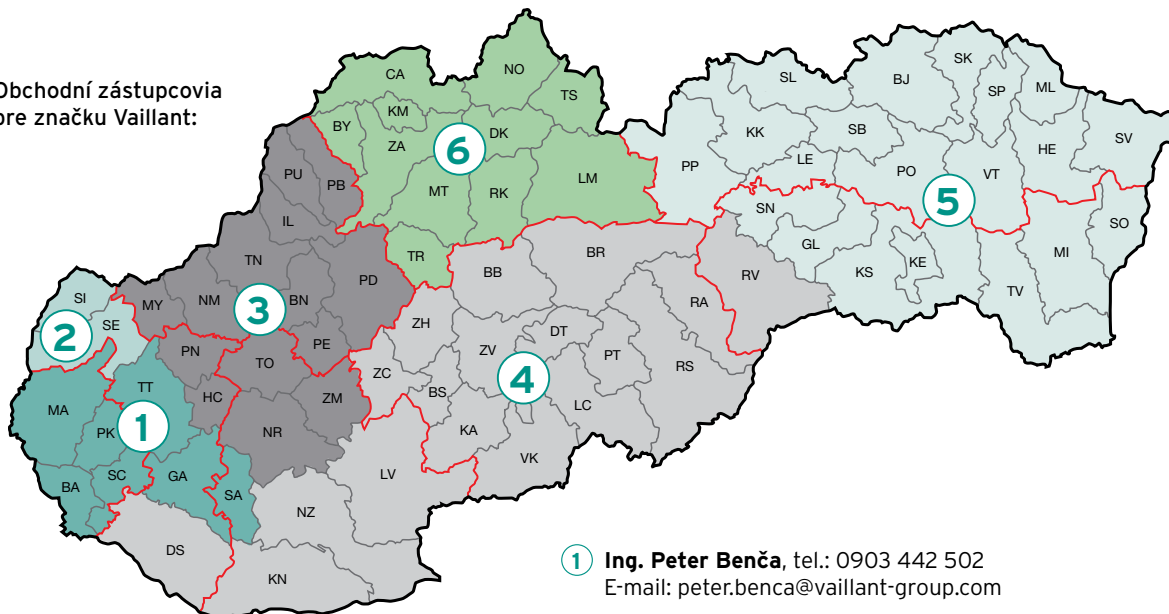 Obchodní zástupcovia
pre značku Vaillant:
CA
NO
TS
BY
KM
ZA
DK
6
MT
RK
LM
TR
SL
BJ
SK
SP
ML
KK
SB
HE
SV
PP
LE
PO
VT
5
SN
SO
GL
MI
KS
KE
TV
PU
PB
IL
TN
PD
MY
NM
BN
3
PE
PN
TO
HC
ZM
NR
SI
2
SE
TT
MA
PK
1
SC
GA
BA
SA
BB
BR
RV
RA
ZH
DT
ZV
PT
RS
ZC
4
BS
LC
KA
VK
LV
NZ
DS
KN
1 Ing. Peter Benča, tel.: 0903 442 502
E-mail: peter.benca@vaillant-group.com